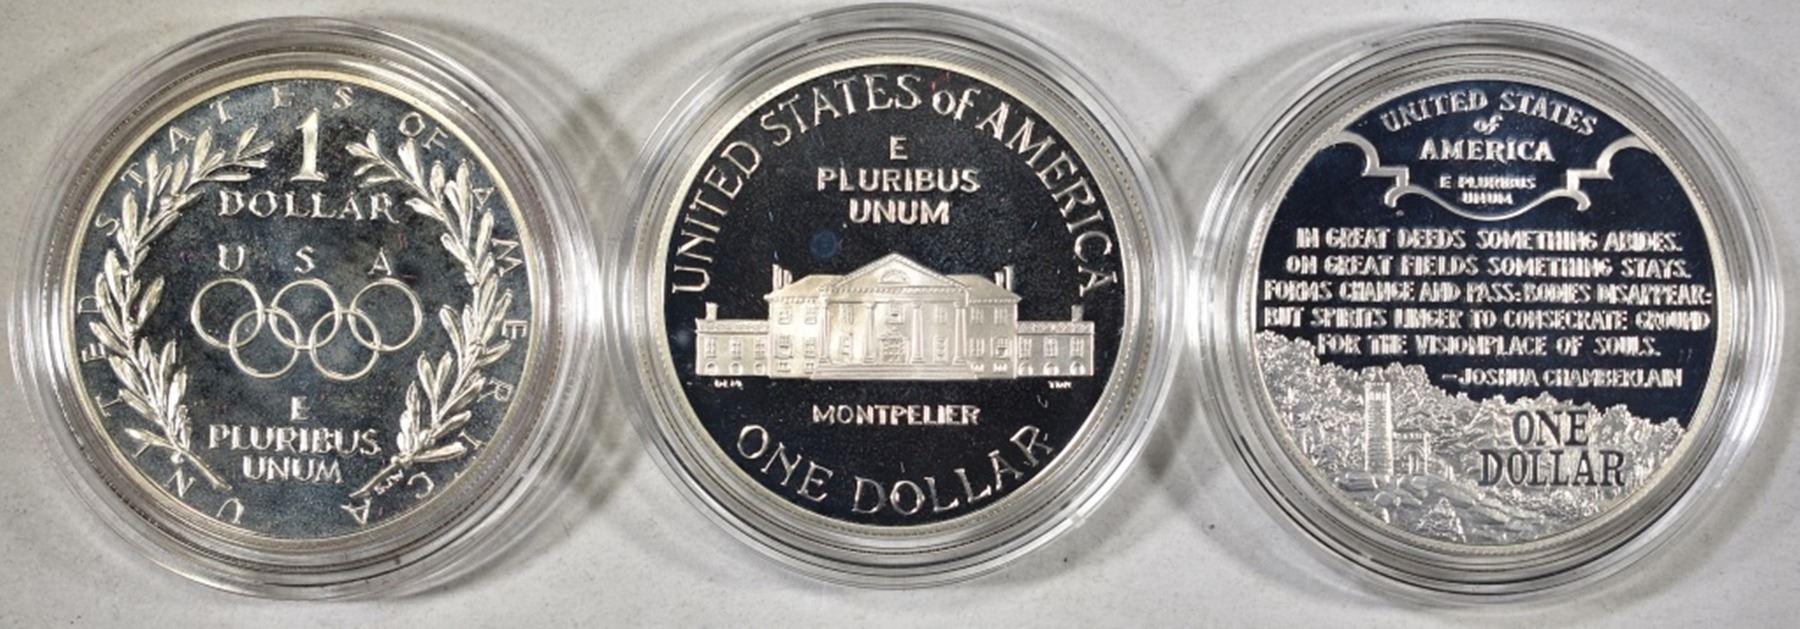 UNITED STATES OF AMERICA
1
DOLLAR
USA
E
PLURIBUS
UNUM
UNITED STATES of AMERICA
E
PLURIBUS
UNUM
MONTPELIER
ONE DOLLAR
UNITED STATES
of
AMERICA
E PLURIBUS
UNUM
IN GREAT DEEDS SOMETHING ABIDES.
ON GREAT FIELDS SOMETHING STAYS.
FORMS CHANGE AND PASS: BODIES DISAPPEAR:
BUT SPIRITS LINGER TO CONSECRATE GROUND
FOR THE VISIONPLACE OF SOULS.
-JOSHUA CHAMBERLAIN
ONE
DOLLAR